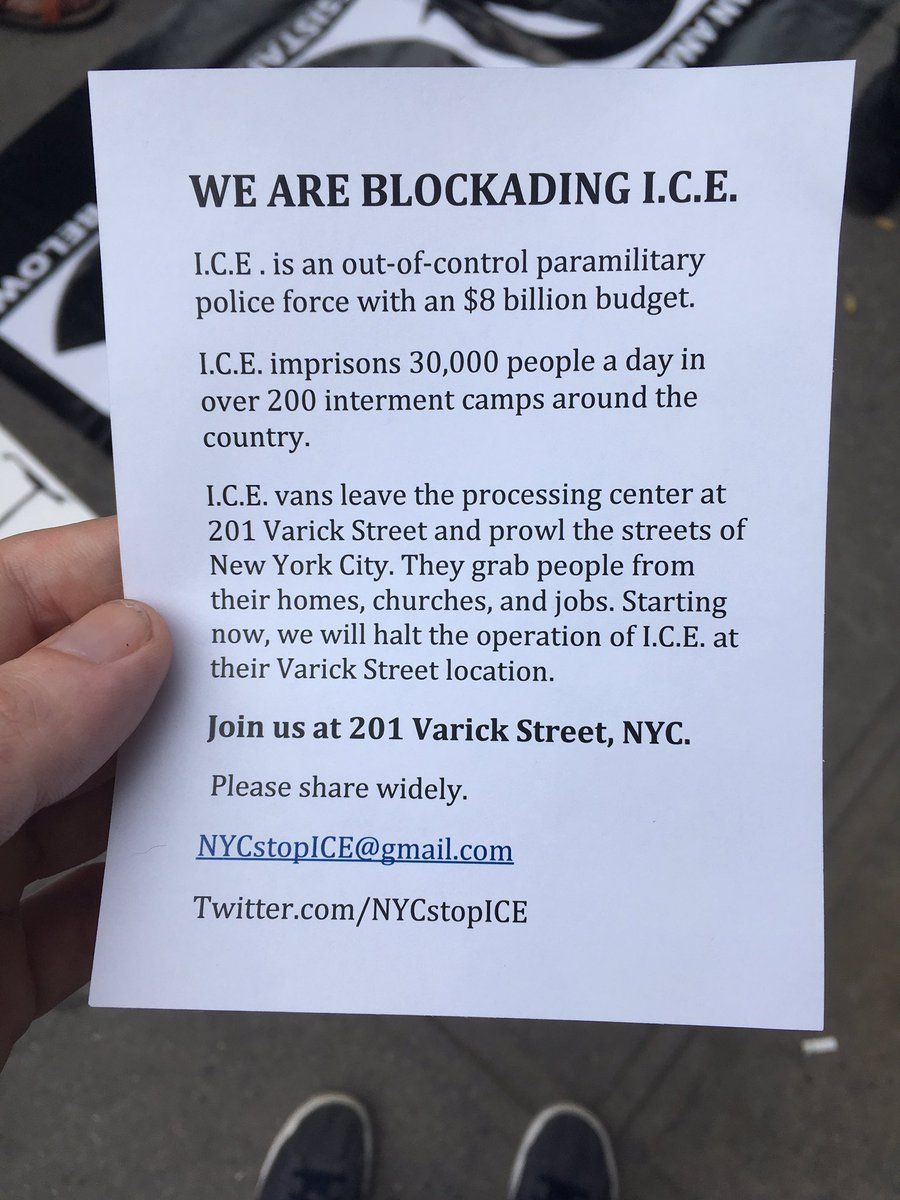 WE ARE BLOCKADING I.C.E.
I.C.E . is an out-of-control paramilitary
police force with an $8 billion budget.
I.C.E. imprisons 30,000 people a day in
over 200 interment camps around the
country.
I.C.E. vans leave the processing center at
201 Varick Street and prowl the streets of
New York City. They grab people from
their homes, churches, and jobs. Starting
now, we will halt the operation of I.C.E. at
their Varick Street location.
Join us at 201 Varick Street, NYC.
Please share widely.
NYCstopICE@gmail.com
Twitter.com/NYCstopICE